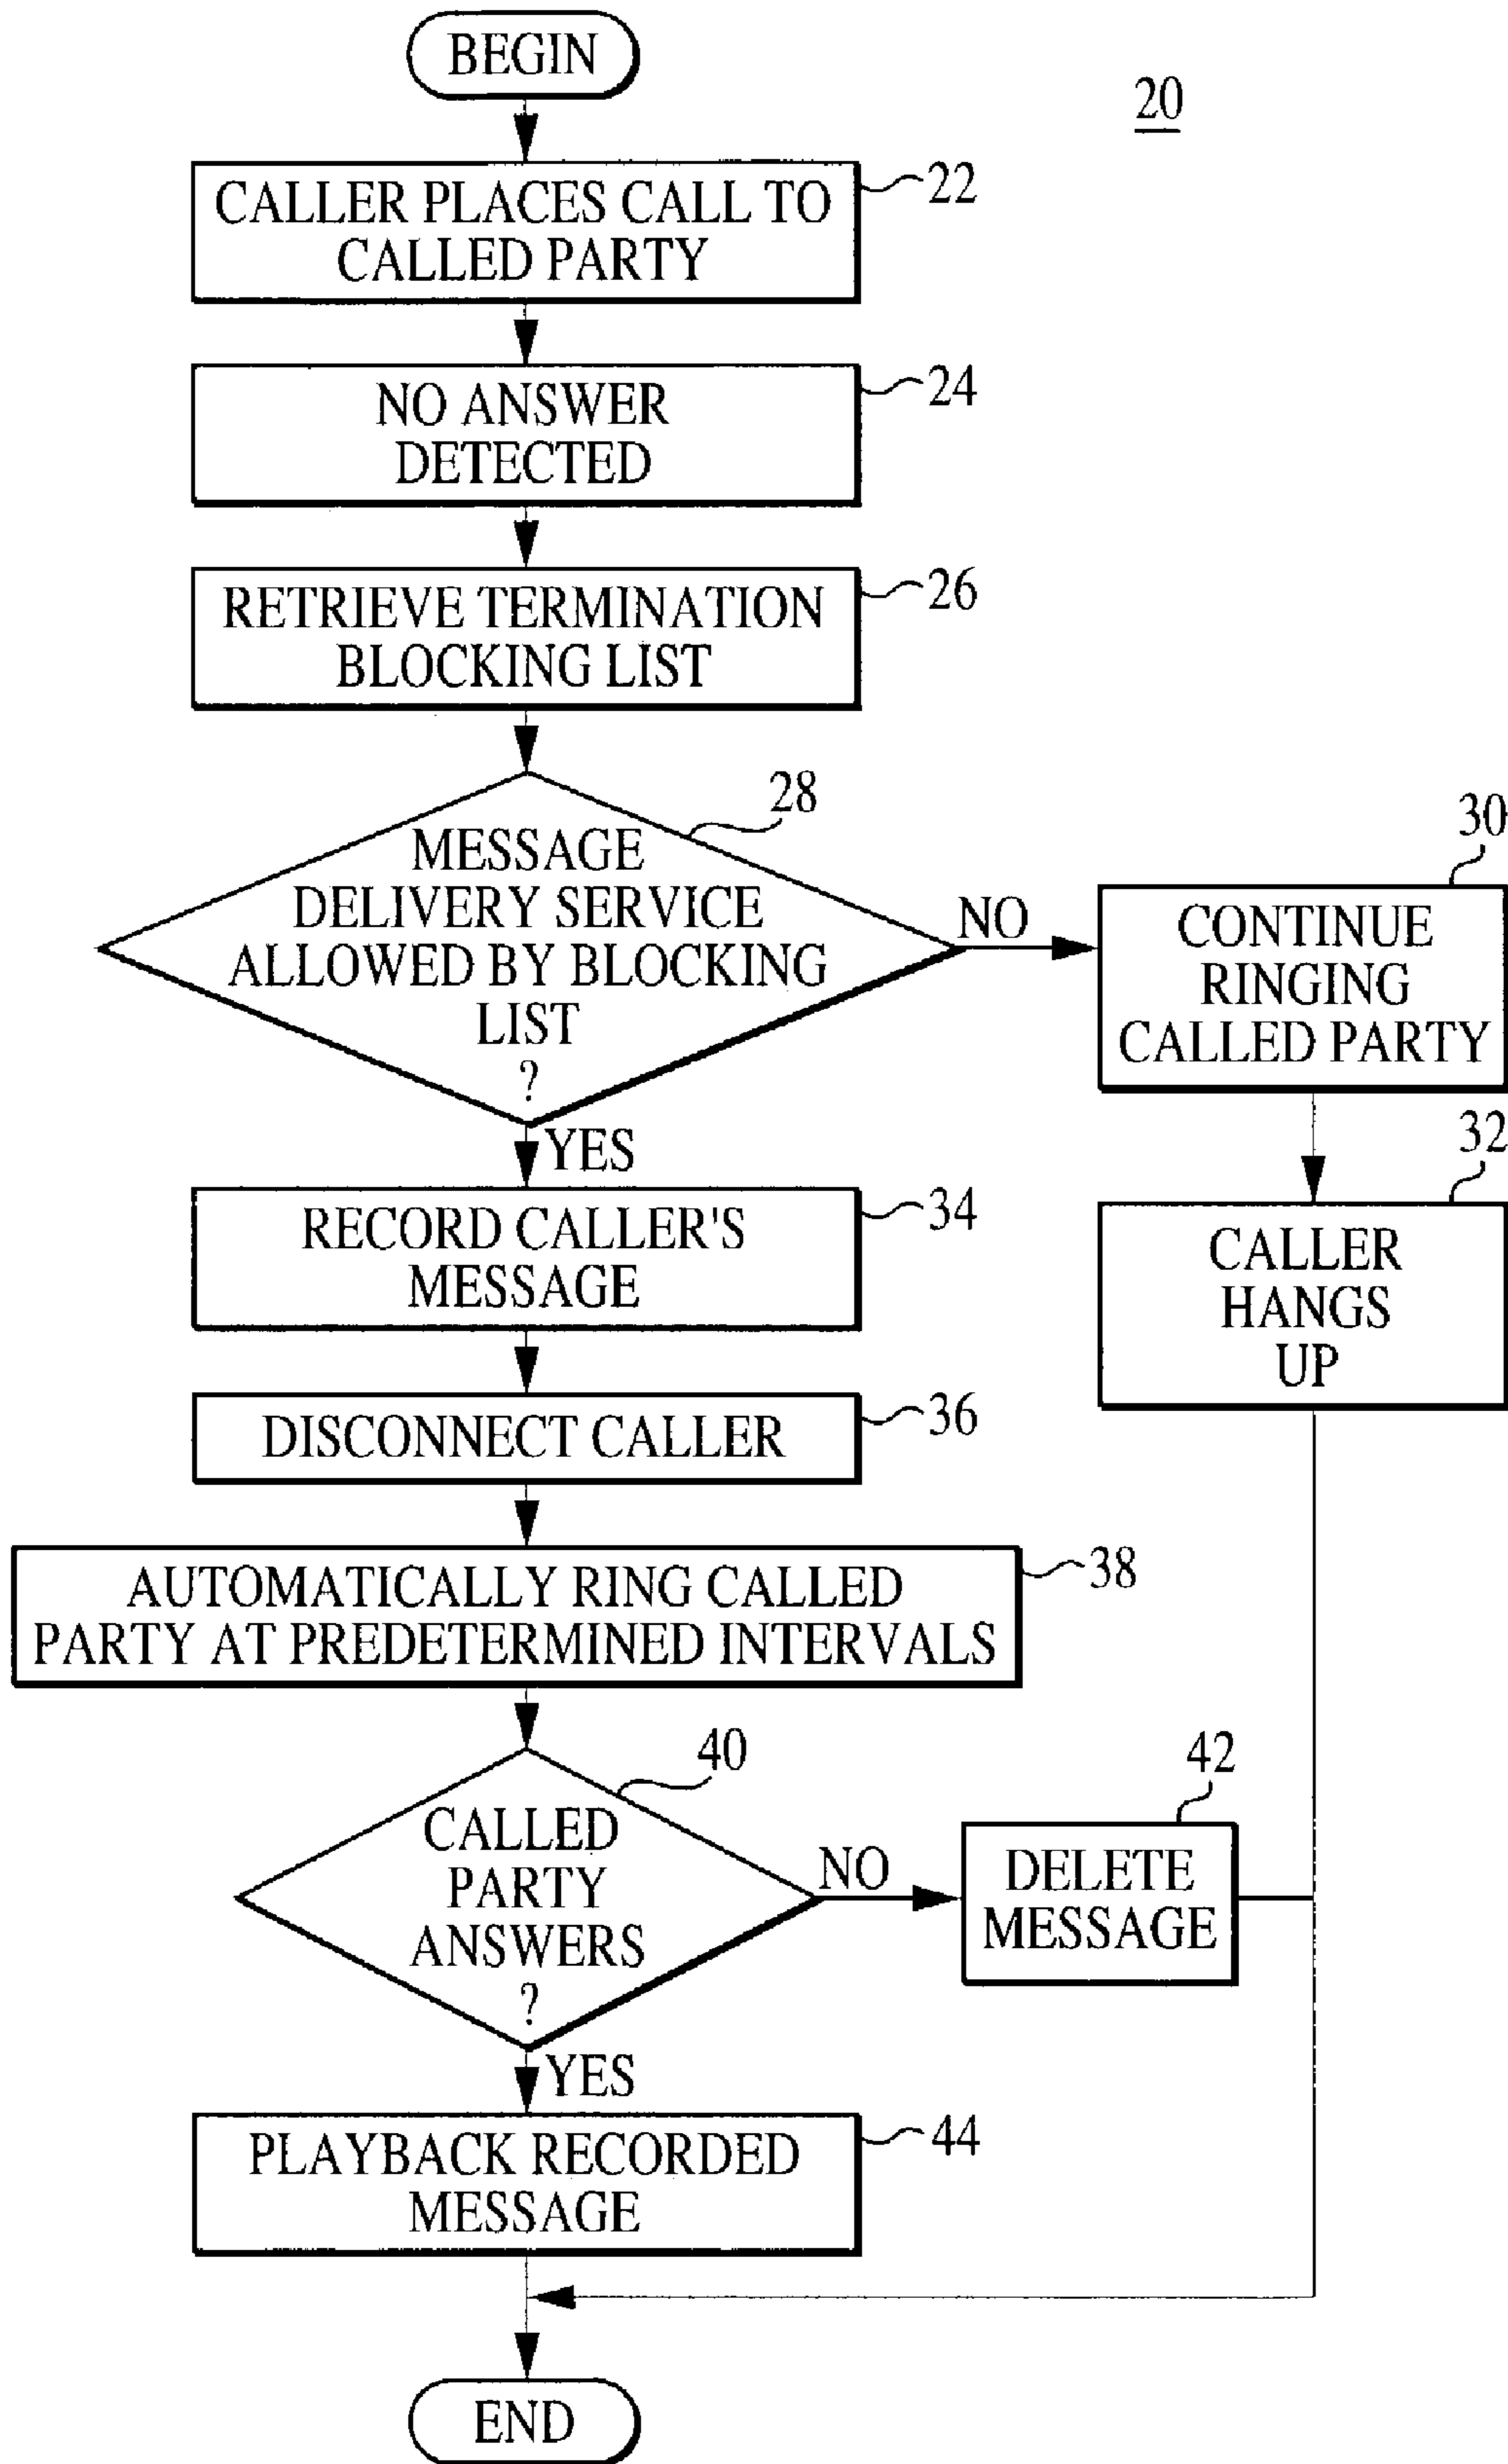 BEGIN
20
CALLER PLACES CALL TO
CALLED PARTY
22
NO ANSWER
DETECTED
24
RETRIEVE TERMINATION
BLOCKING LIST
26
MESSAGE
DELIVERY SERVICE
ALLOWED BY BLOCKING
LIST
?
28
NO
CONTINUE
RINGING
CALLED PARTY
30
CALLER
HANGS
UP
32
YES
RECORD CALLER'S
MESSAGE
34
DISCONNECT CALLER
36
AUTOMATICALLY RING CALLED
PARTY AT PREDETERMINED INTERVALS
38
CALLED
PARTY
ANSWERS
?
40
NO
DELETE
MESSAGE
42
YES
PLAYBACK RECORDED
MESSAGE
44
END